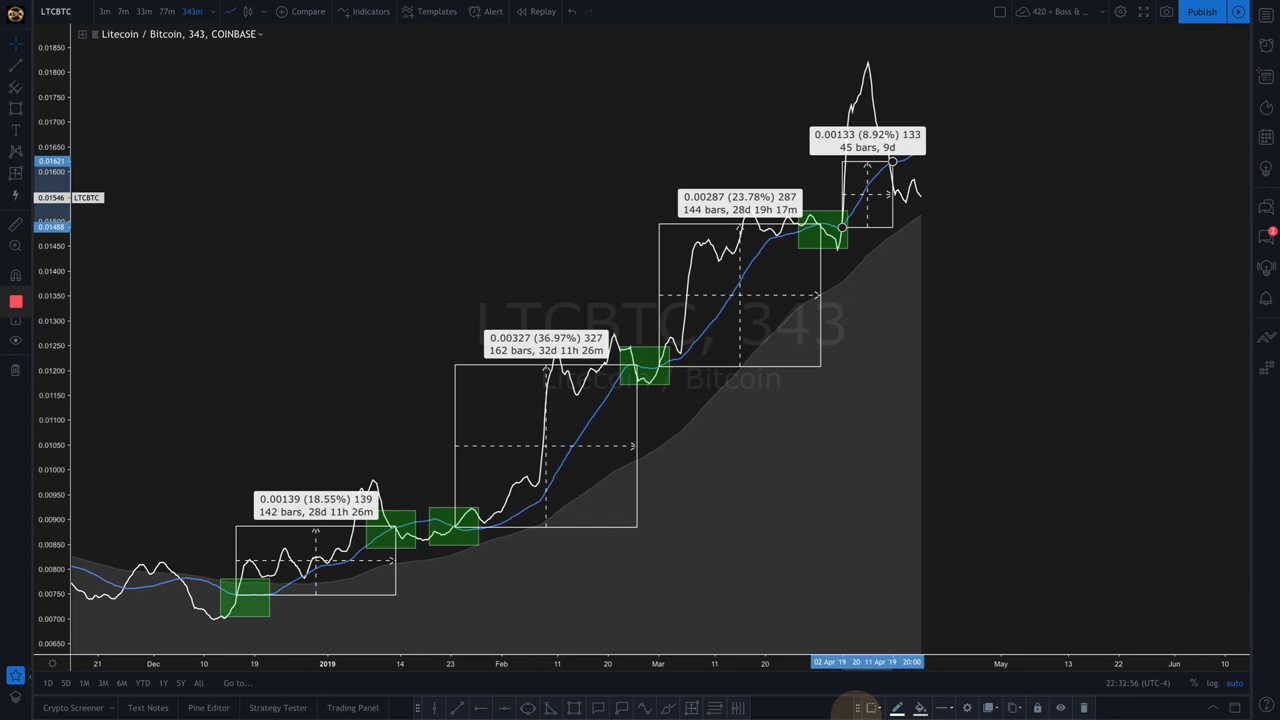 LTCBTC 3m 7m 33m 77m 343m Compare Indicators Templates Alert Replay 420 + Boss & ... Publish
Litecoin / Bitcoin, 343, COINBASE
0.01850
0.01800
0.01750
0.01700
0.01650
0.01621
0.01600
0.01546 LTCBTC
0.01500
0.01488
0.01450
0.01400
0.01350
0.01300
0.01250
0.01200
0.01150
0.01100
0.01050
0.01000
0.00950
0.00900
0.00850
0.00800
0.00750
0.00700
0.00650
0.00133 (8.92%) 133
45 bars, 9d
0.00287 (23.78%) 287
144 bars, 28d 19h 17m
0.00327 (36.97%) 327
162 bars, 32d 11h 26m
0.00139 (18.55%) 139
142 bars, 28d 11h 26m
LTCBTC, 343
Litecoin / Bitcoin
2
21 Dec 10 19 2019 14 23 Feb 11 20 Mar 11 20 02 Apr '19 20 11 Apr '19 20:00 May 13 22 Jun 10
1D 5D 1M 3M 6M YTD 1Y 5Y All Go to... 22:32:56 (UTC-4) % log auto
Crypto Screener Text Notes Pine Editor Strategy Tester Trading Panel